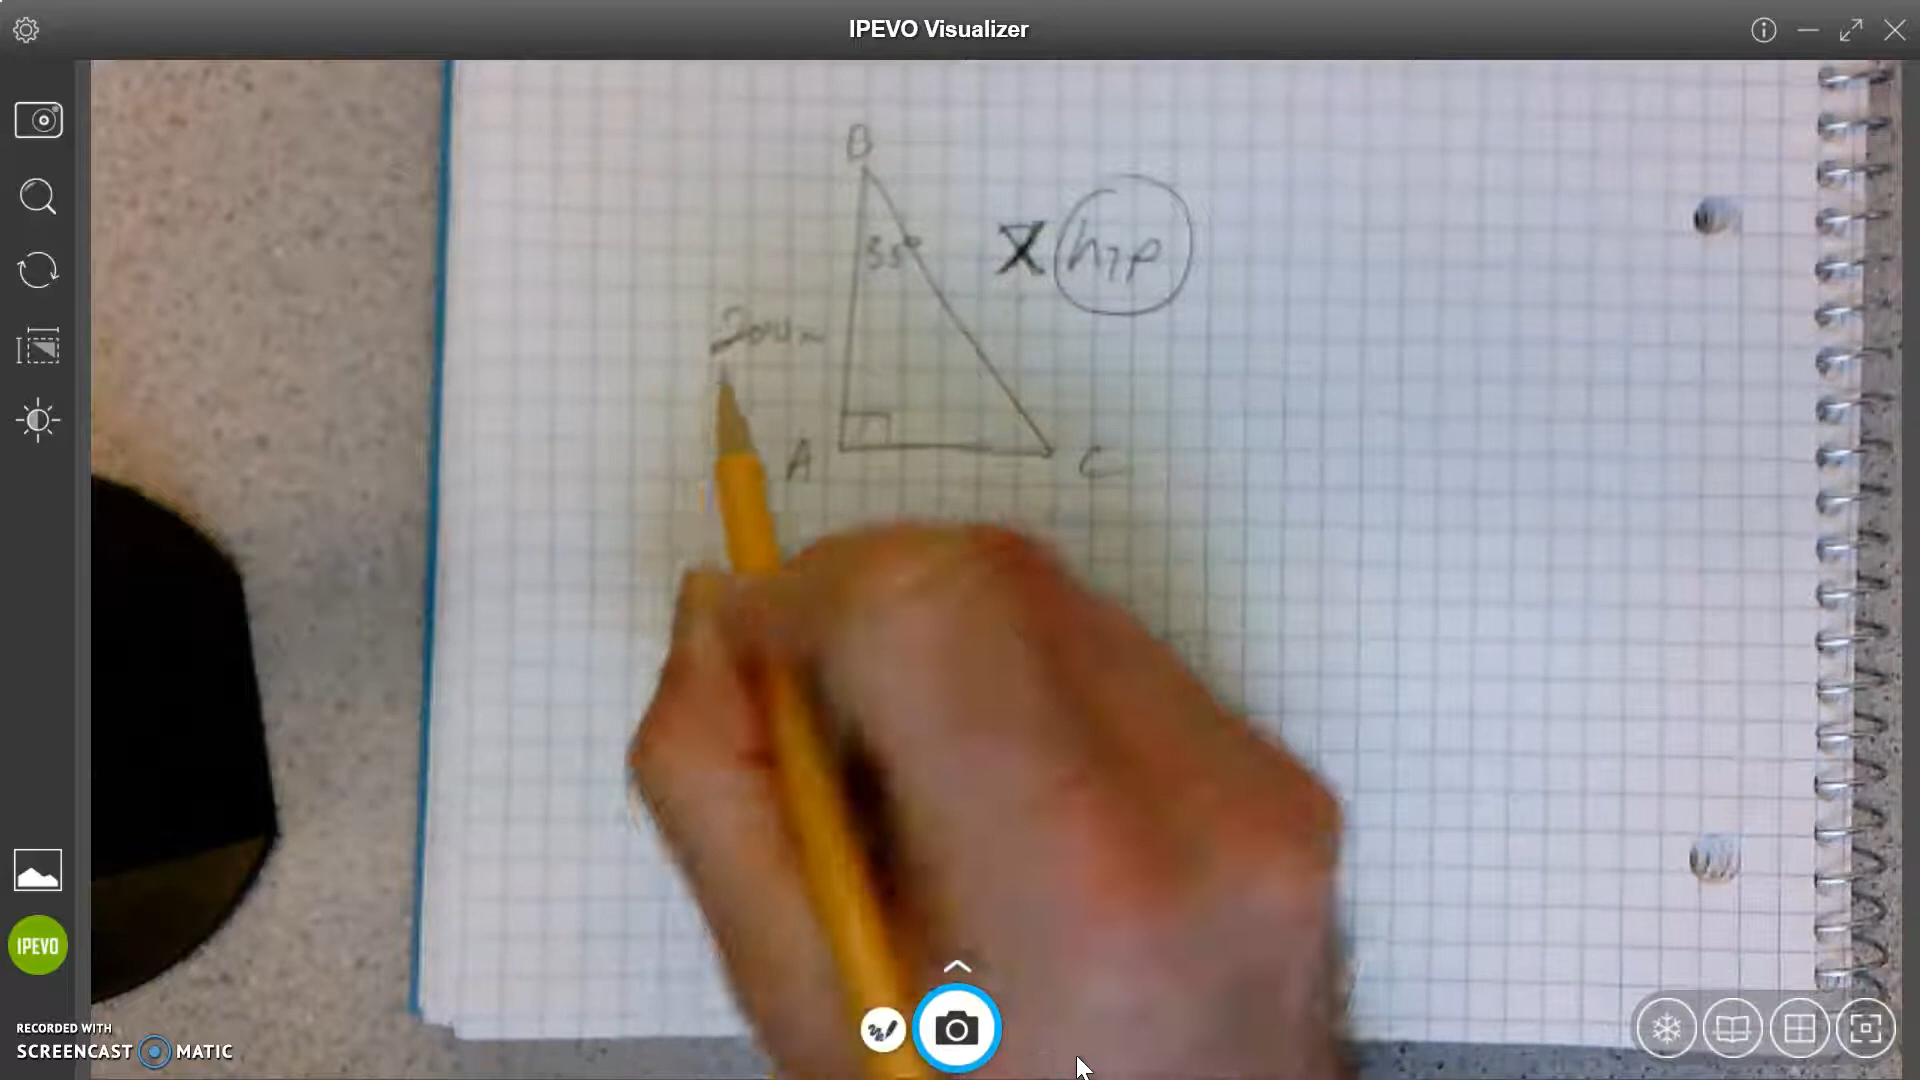 IPEVO Visualizer
B
35°
X hyp
A
C
IPEVO
RECORDED WITH
SCREENCAST MATIC